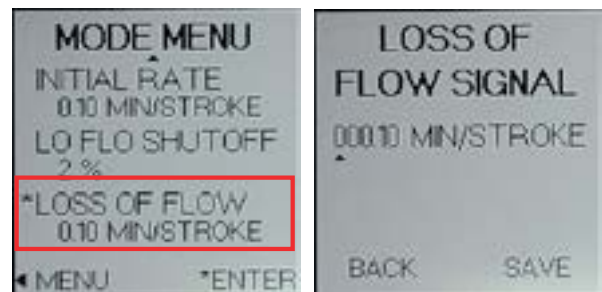 MODE MENU
INITIAL RATE
0.10 MIN/STROKE
LO FLO SHUTOFF
2 %
*LOSS OF FLOW
0.10 MIN/STROKE
◄ MENU *ENTER
LOSS OF
FLOW SIGNAL
000.10 MIN/STROKE
BACK SAVE